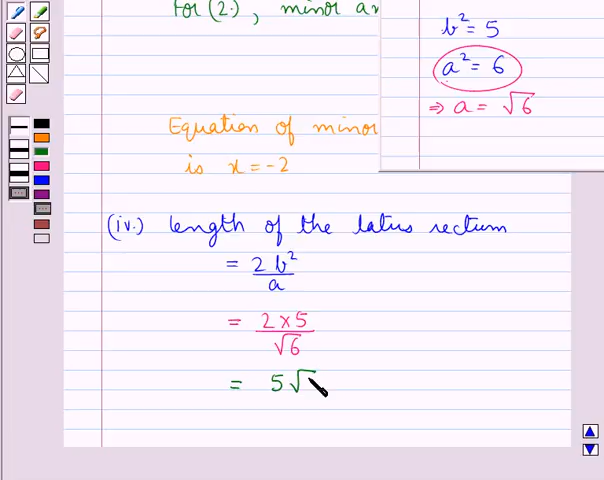 for (2.), minor
b² = 5
a² = 6
⇒ a = √6
Equation of minor
is x = -2
(iv.) length of the latus rectum
= 2b²/a
= 2×5/√6
= 5√